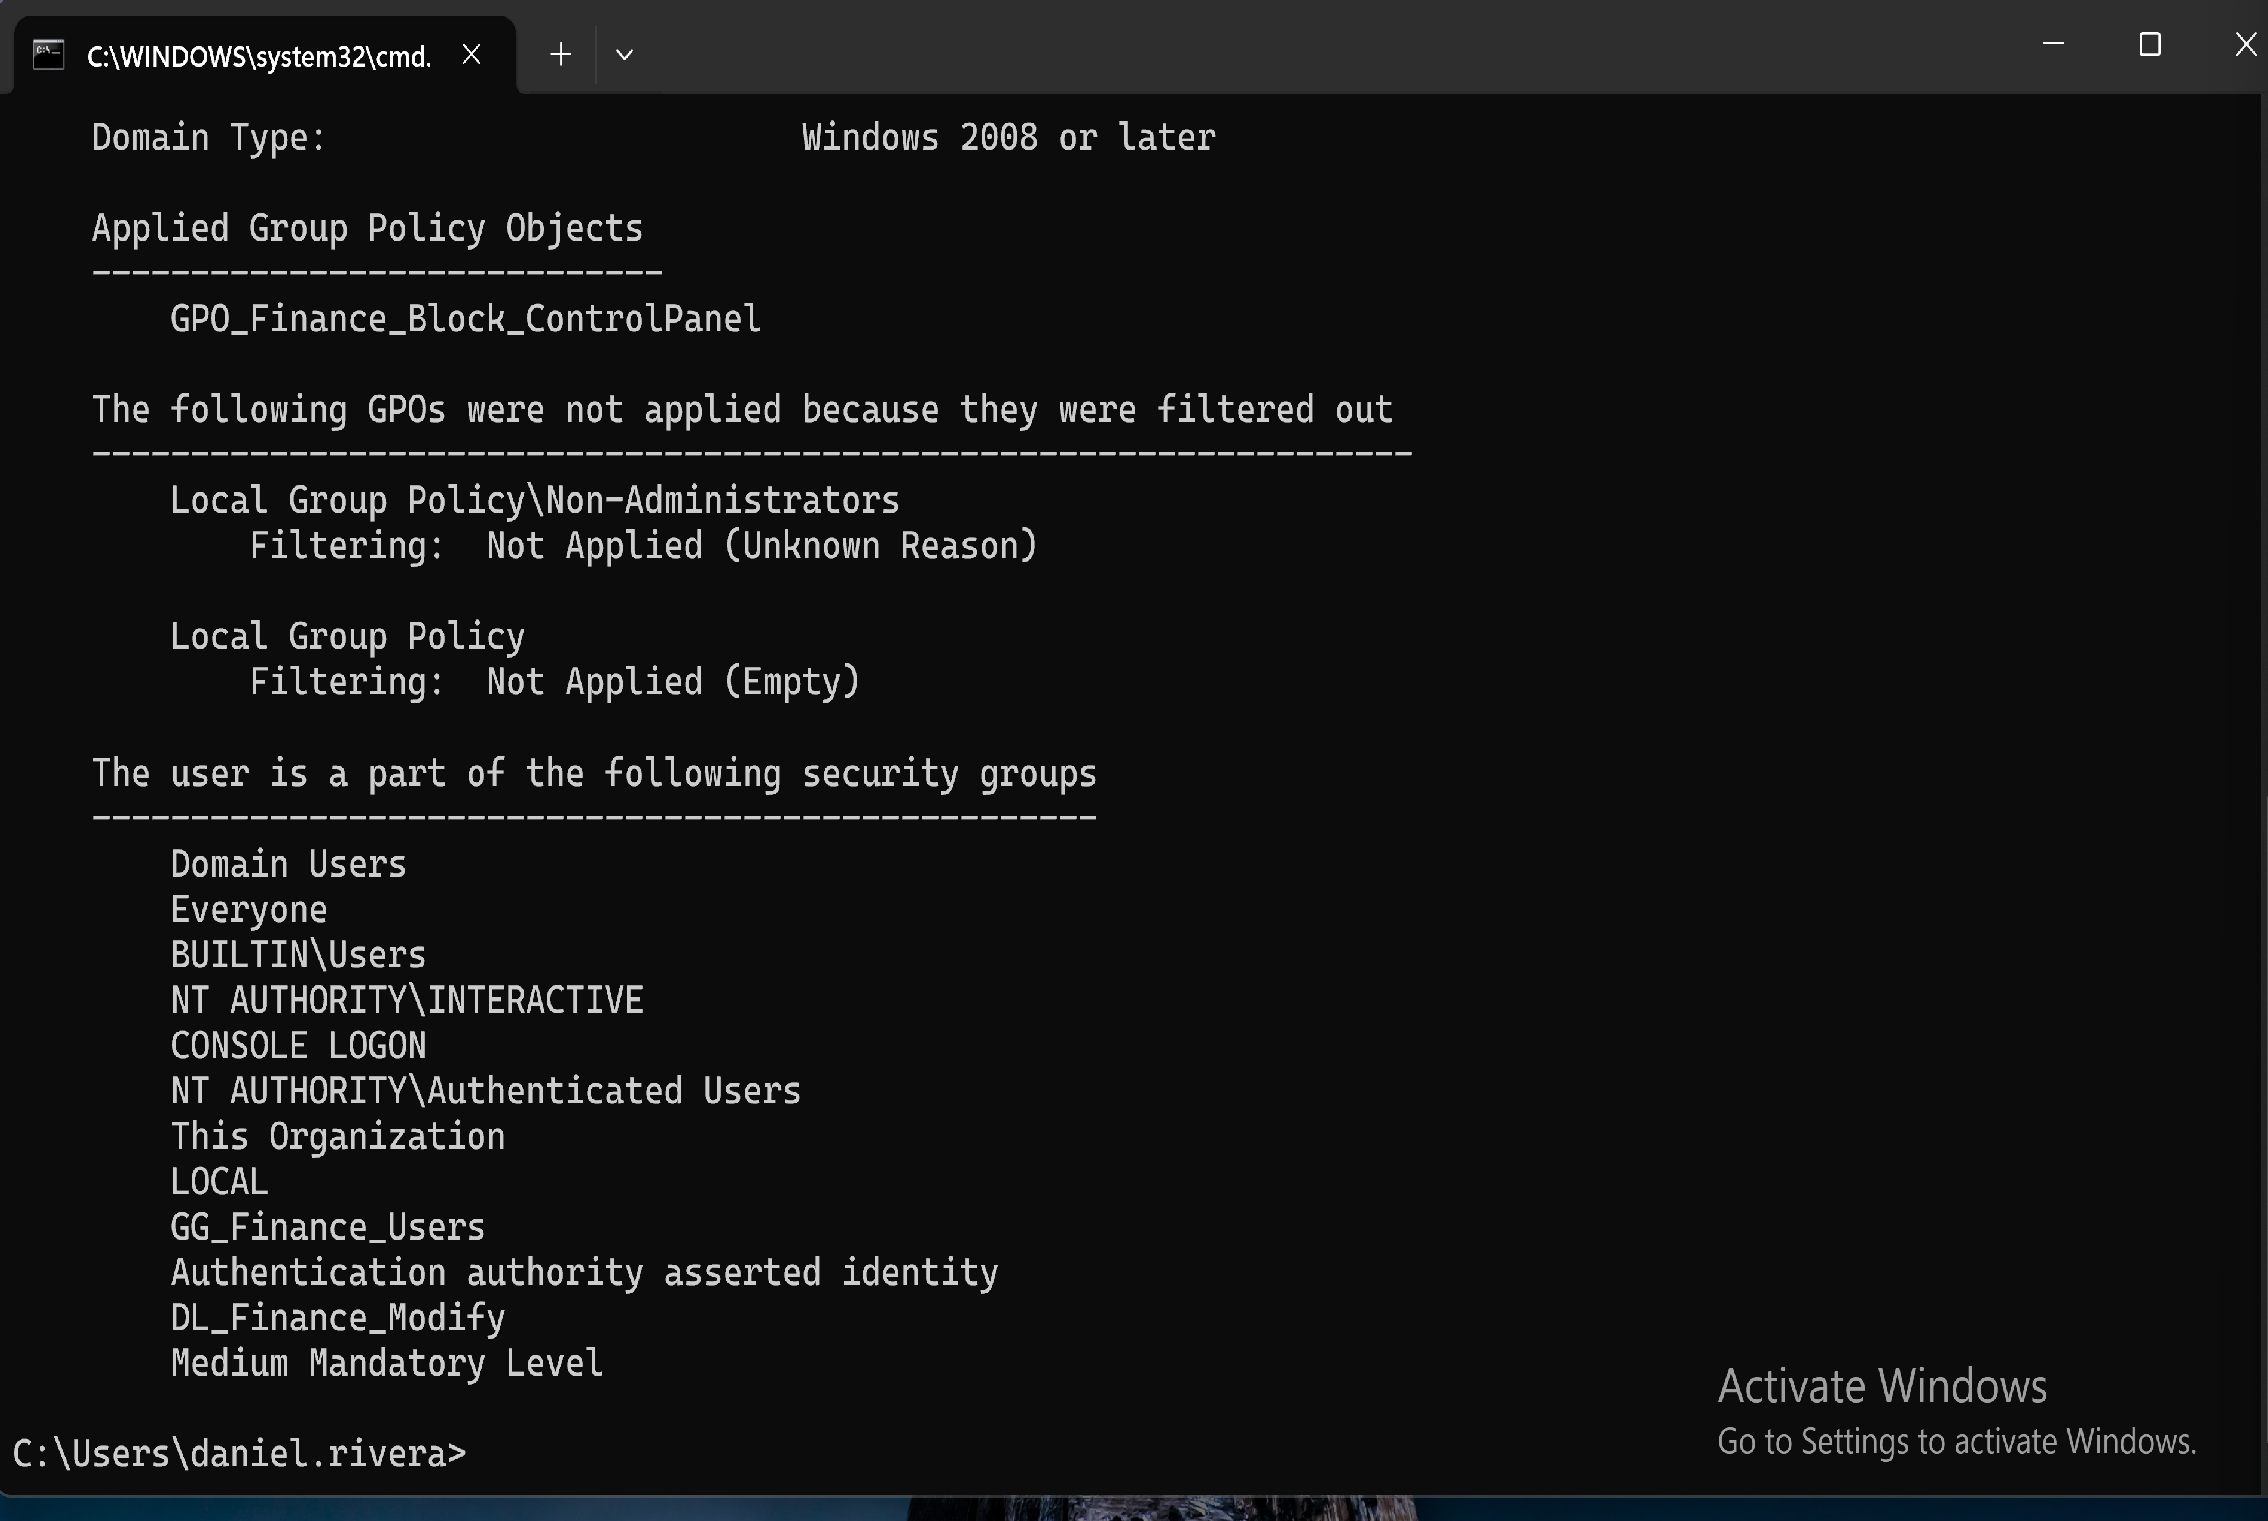 C:\WINDOWS\system32\cmd.
Domain Type:                        Windows 2008 or later
Applied Group Policy Objects
-----------------------------
GPO_Finance_Block_ControlPanel
The following GPOs were not applied because they were filtered out
-------------------------------------------------------------------
Local Group Policy\Non-Administrators
Filtering:  Not Applied (Unknown Reason)
Local Group Policy
Filtering:  Not Applied (Empty)
The user is a part of the following security groups
---------------------------------------------------
Domain Users
Everyone
BUILTIN\Users
NT AUTHORITY\INTERACTIVE
CONSOLE LOGON
NT AUTHORITY\Authenticated Users
This Organization
LOCAL
GG_Finance_Users
Authentication authority asserted identity
DL_Finance_Modify
Medium Mandatory Level
C:\Users\daniel.rivera>
Activate Windows
Go to Settings to activate Windows.